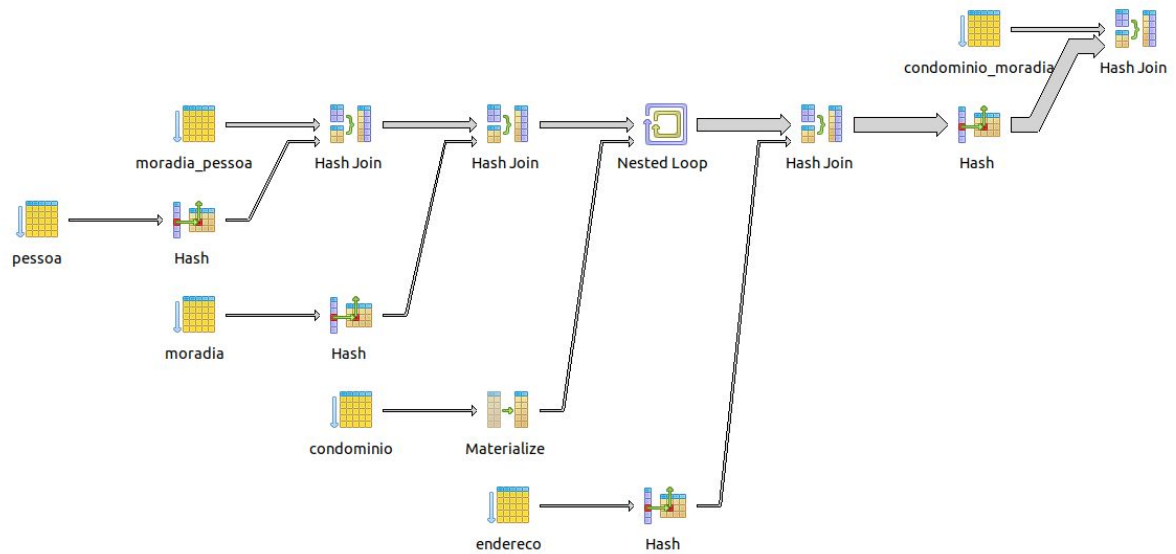 condominio_moradia
Hash Join
moradia_pessoa
Hash Join
Hash Join
Nested Loop
Hash Join
Hash
pessoa
Hash
moradia
Hash
condominio
Materialize
endereco
Hash